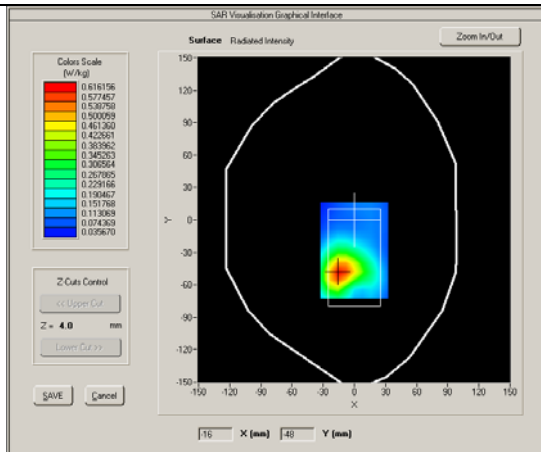 SAR Visualisation Graphical Interface
Surface Radiated Intensity
Zoom In/Out
Colors Scale
(W/kg)
0.616156
0.577457
0.538758
0.500059
0.461360
0.422661
0.383962
0.345263
0.306564
0.267865
0.229166
0.190467
0.151768
0.113069
0.074369
0.035670
150-
120-
90-
60-
30-
Y
0-
-30-
-60-
-90-
-120-
-150-
-150 -120 -90 -60 -30 0 30 60 90 120 150
X
Z Cuts Control
<< Upper Cut
Z = 4.0 mm
Lower Cut >>
SAVE
Cancel
-16 X (mm) -48 Y (mm)